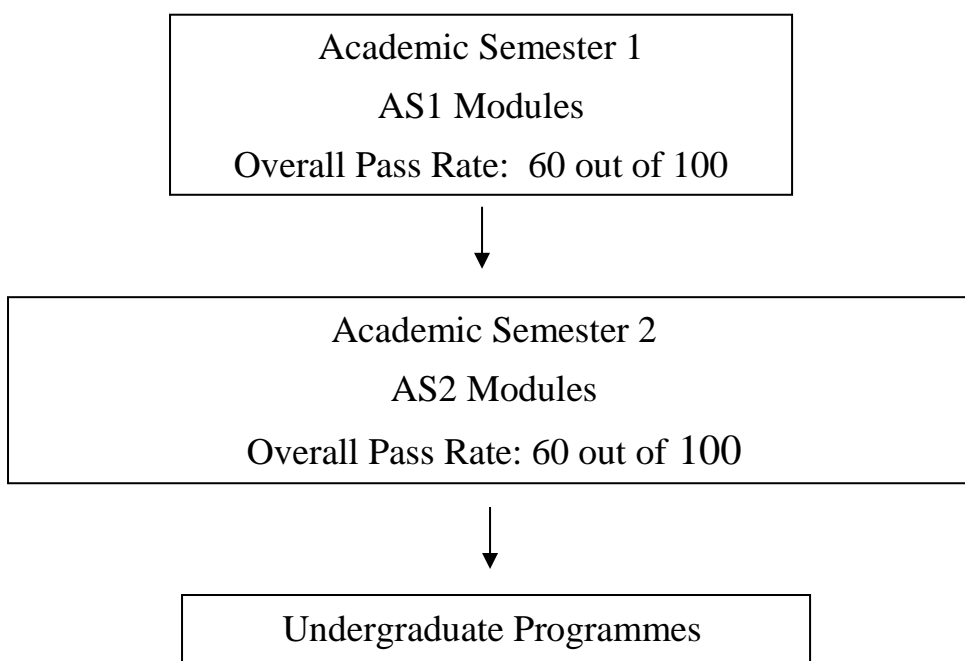 Academic Semester 1
AS1 Modules
Overall Pass Rate:  60 out of 100
Academic Semester 2
AS2 Modules
Overall Pass Rate: 60 out of 100
Undergraduate Programmes